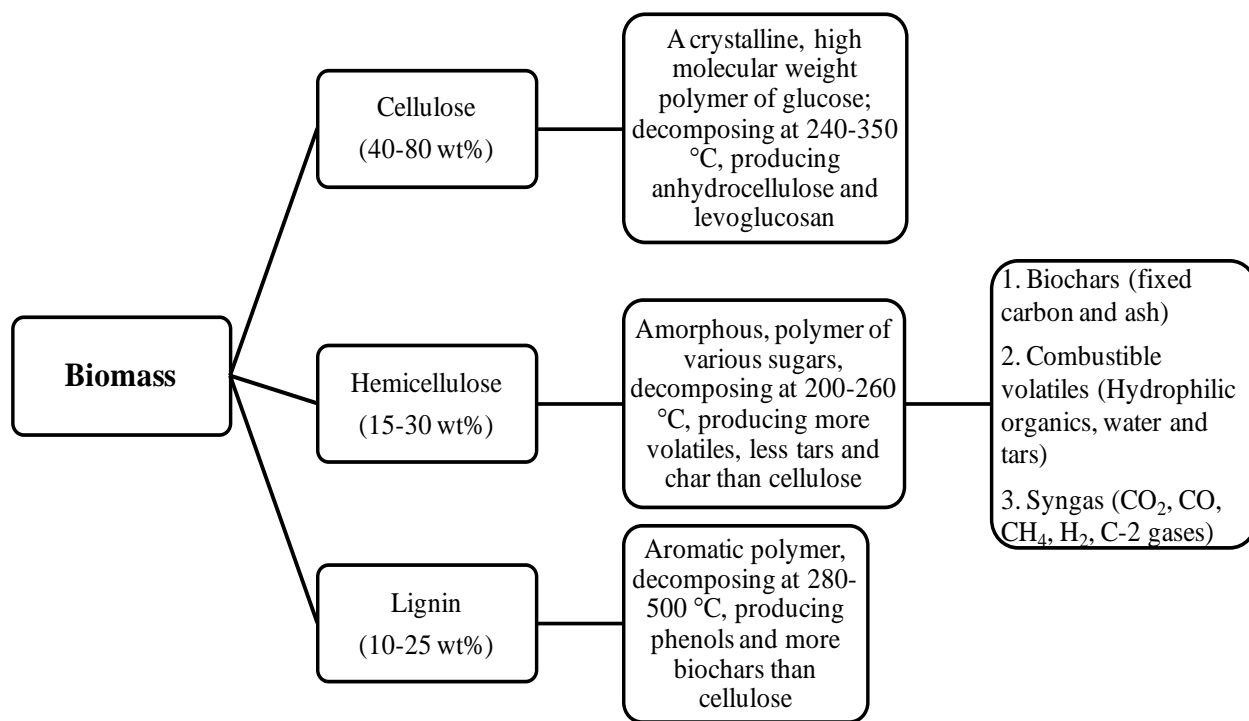 Biomass
Cellulose
(40-80 wt%)
A crystalline, high
molecular weight
polymer of glucose;
decomposing at 240-350
°C, producing
anhydrocellulose and
levoglucosan
Hemicellulose
(15-30 wt%)
Amorphous, polymer of
various sugars,
decomposing at 200-260
°C, producing more
volatiles, less tars and
char than cellulose
Lignin
(10-25 wt%)
Aromatic polymer,
decomposing at 280-
500 °C, producing
phenols and more
biochars than
cellulose
1. Biochars (fixed
carbon and ash)
2. Combustible
volatiles (Hydrophilic
organics, water and
tars)
3. Syngas (CO₂, CO,
CH₄, H₂, C-2 gases)